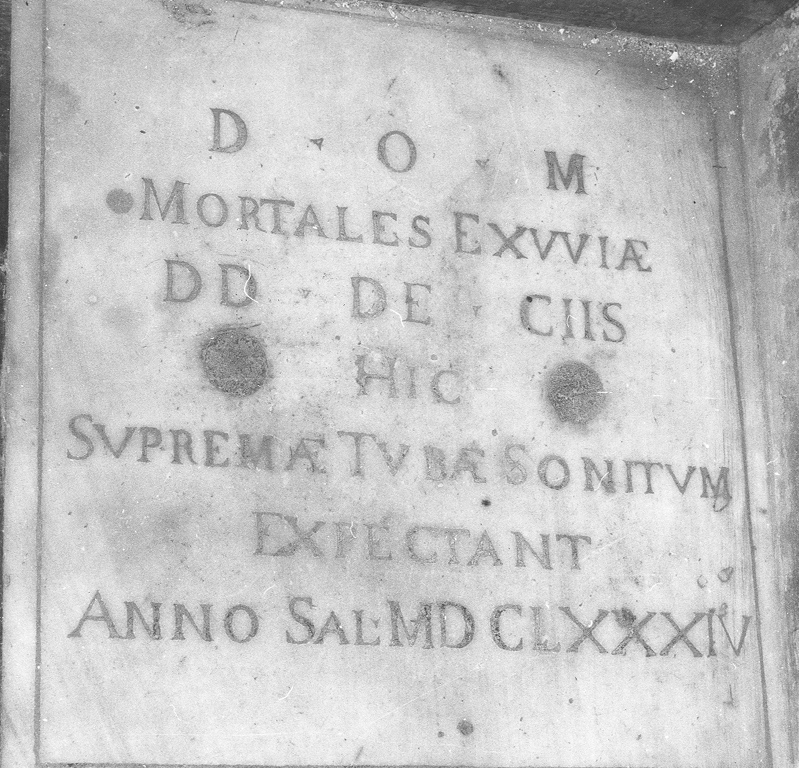 D · O · M
MORTALES EXVVIÆ
DD · DE · CIIS
HIC
SVPREMÆ TVBÆ SONITVM
EXPECTANT
ANNO SAL: MDCLXXXIV